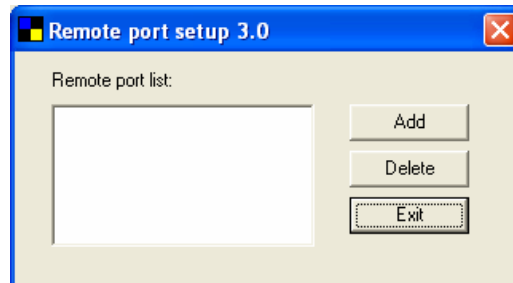 Remote port setup 3.0
Remote port list:
Add
Delete
Exit